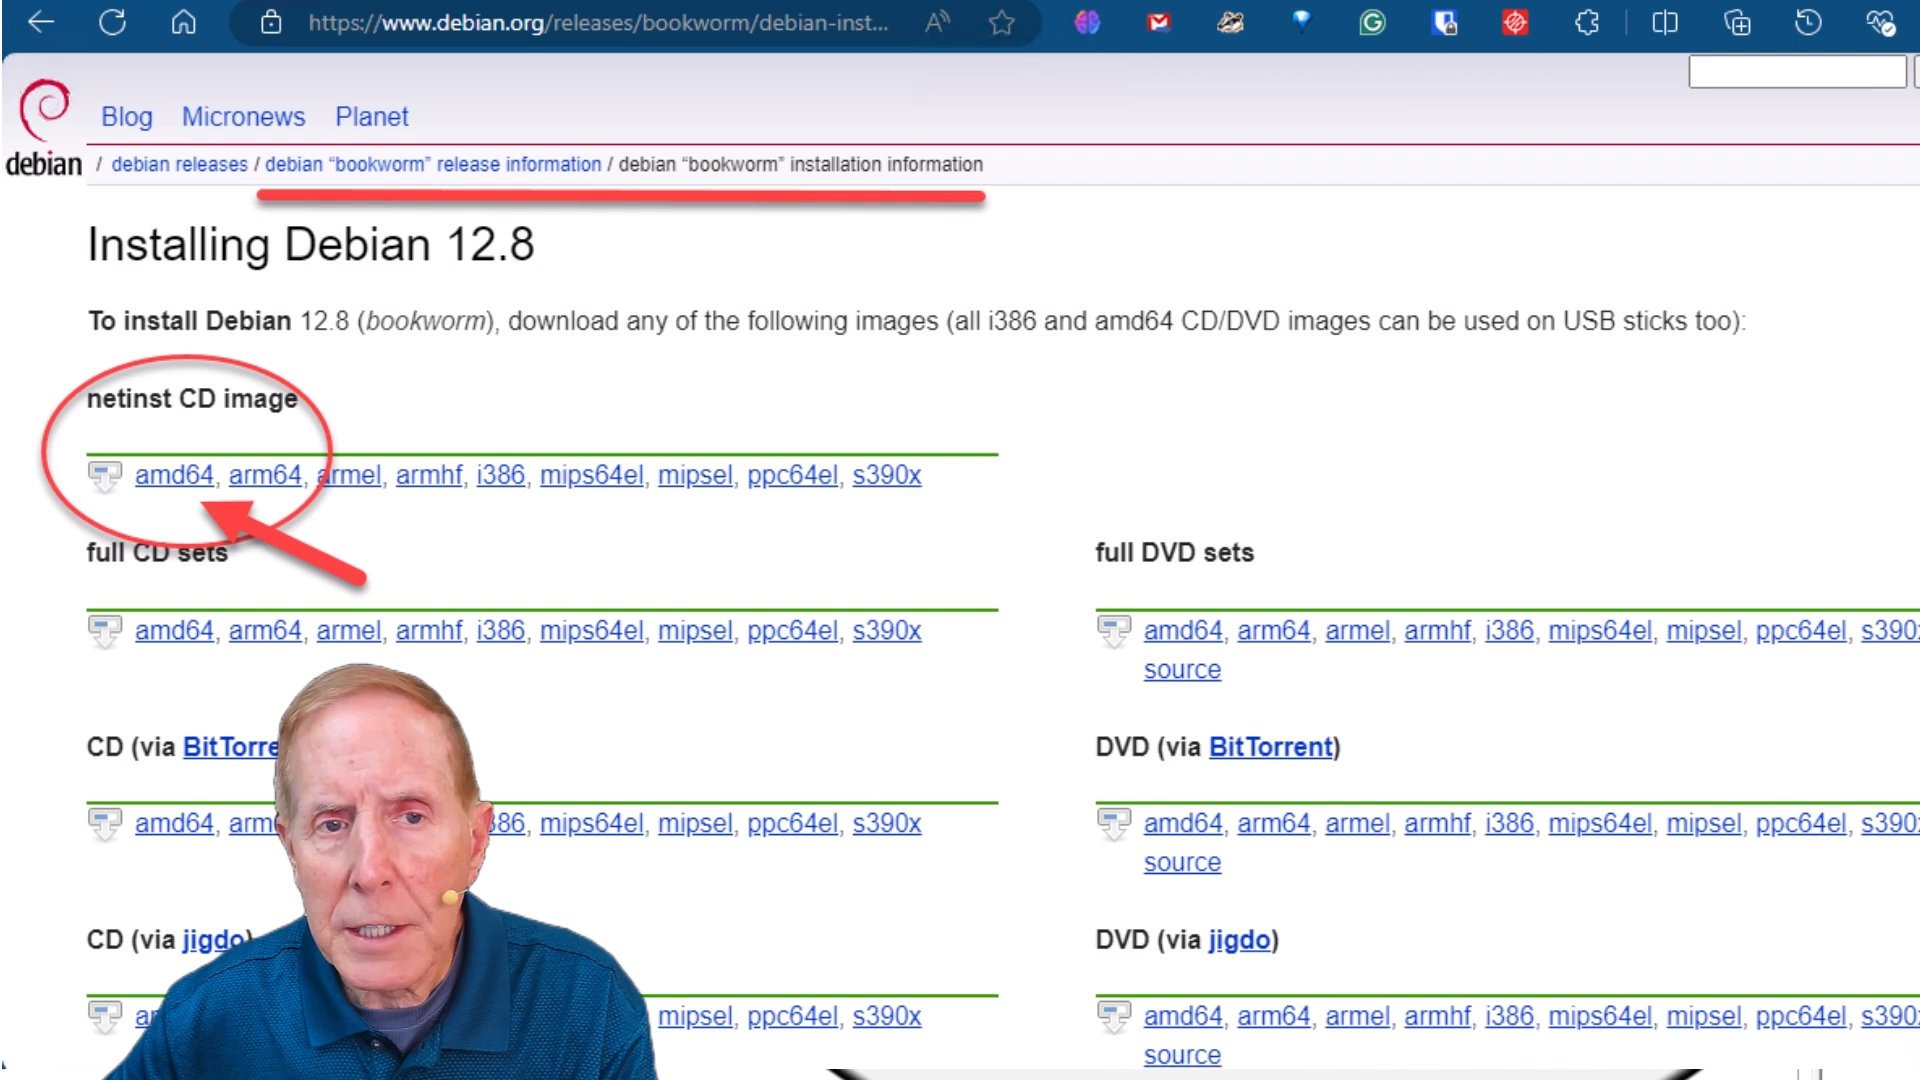 https://www.debian.org/releases/bookworm/debian-inst...
Blog Micronews Planet
debian / debian releases / debian “bookworm” release information / debian “bookworm” installation information
Installing Debian 12.8
To install Debian 12.8 (bookworm), download any of the following images (all i386 and amd64 CD/DVD images can be used on USB sticks too):
netinst CD image
amd64, arm64, armel, armhf, i386, mips64el, mipsel, ppc64el, s390x
full CD sets
amd64, arm64, armel, armhf, i386, mips64el, mipsel, ppc64el, s390x
full DVD sets
amd64, arm64, armel, armhf, i386, mips64el, mipsel, ppc64el, s390
source
CD (via BitTorre
amd64, arm
86, mips64el, mipsel, ppc64el, s390x
DVD (via BitTorrent)
amd64, arm64, armel, armhf, i386, mips64el, mipsel, ppc64el, s390
source
CD (via jigdo)
mipsel, ppc64el, s390x
DVD (via jigdo)
amd64, arm64, armel, armhf, i386, mips64el, mipsel, ppc64el, s390
source